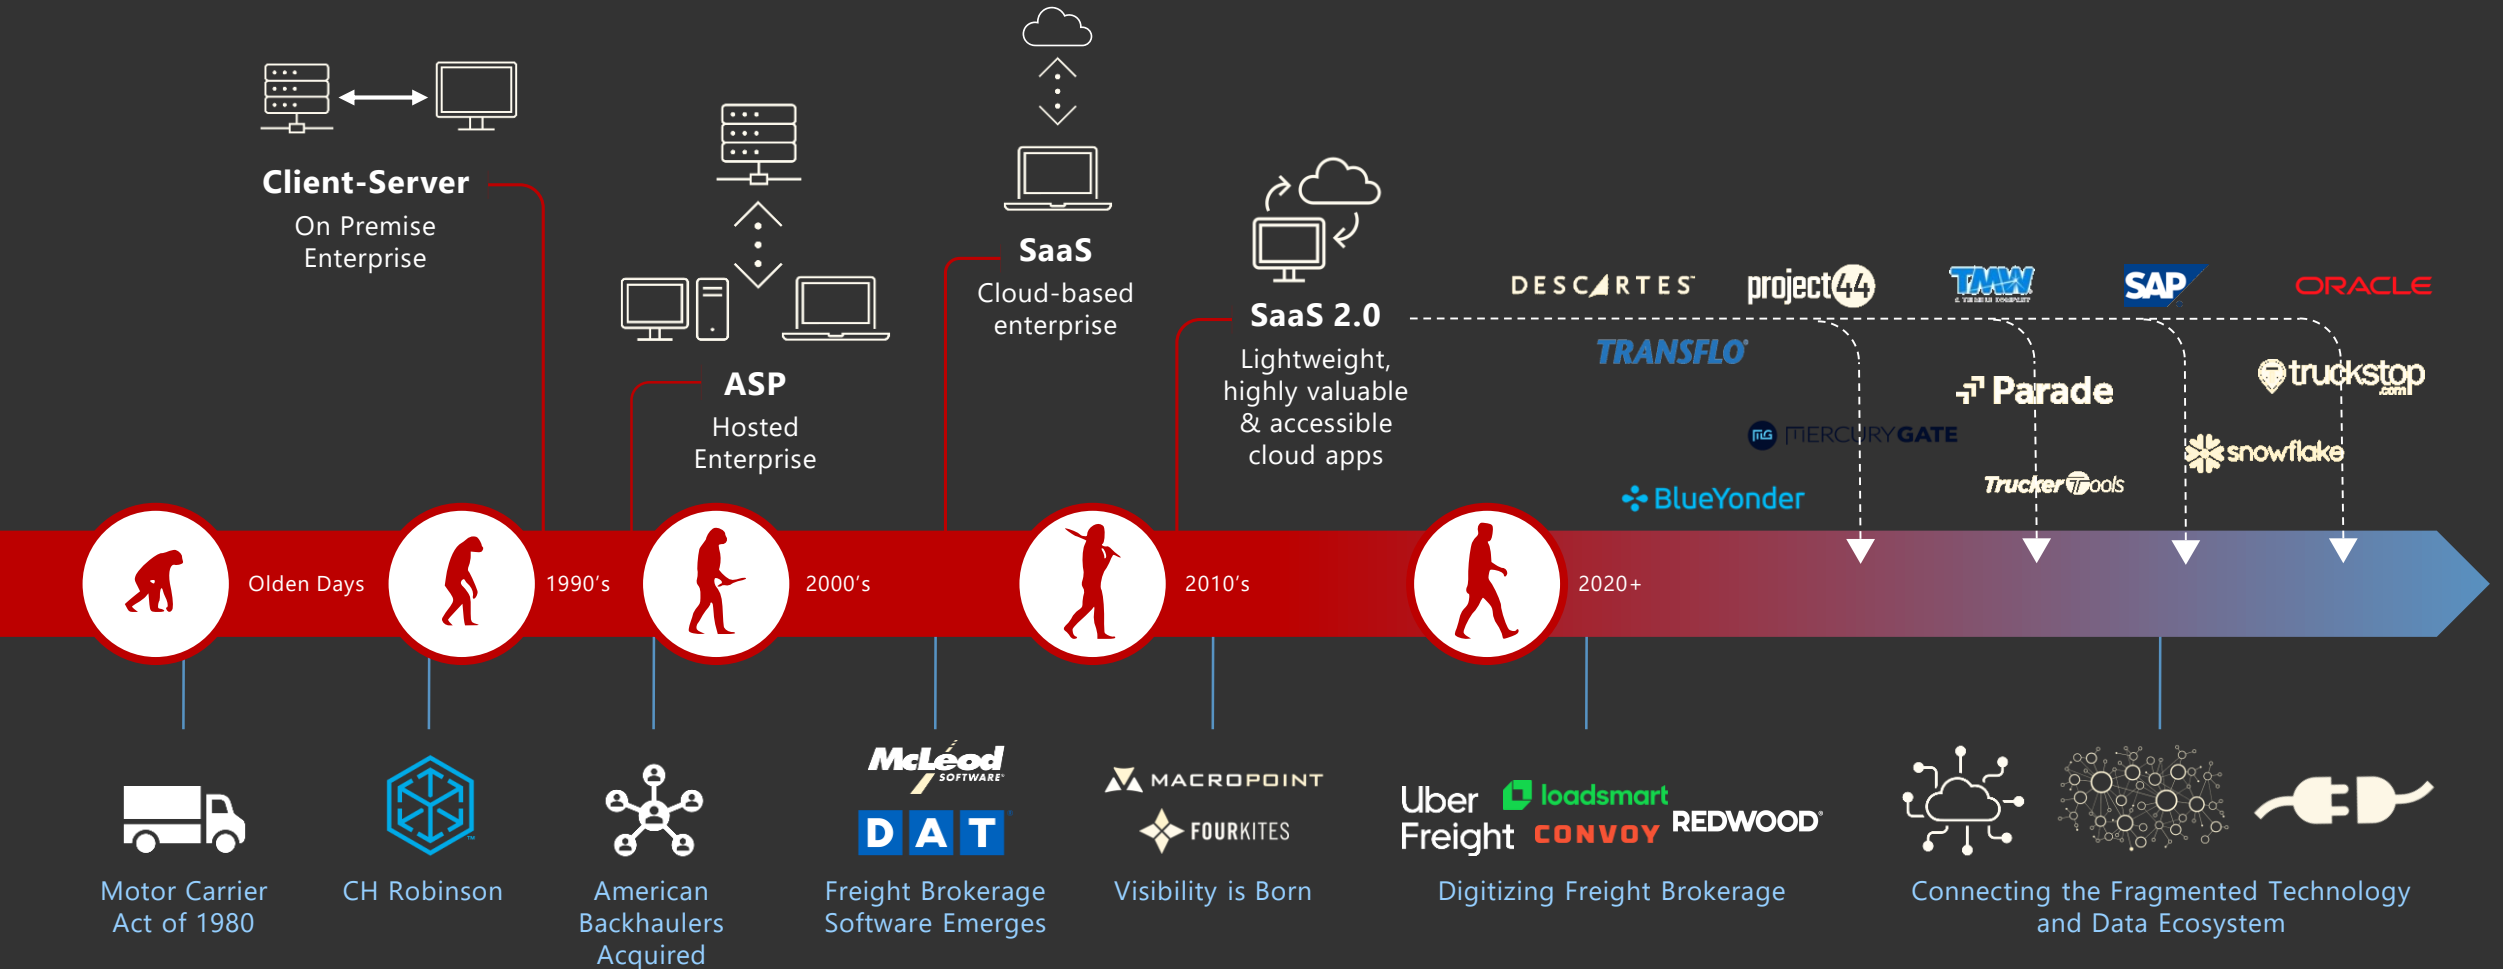 Client-Server
On Premise
Enterprise
ASP
Hosted
Enterprise
SaaS
Cloud-based
enterprise
SaaS 2.0
Lightweight,
highly valuable
& accessible
cloud apps
DESCARTES™
project44
TMW
SAP
ORACLE
TRANSFLO®
truckstop
.com
Parade
MG MERCURYGATE
snowflake
TruckerTools
BlueYonder
Olden Days
1990’s
2000’s
2010’s
2020+
™
Motor Carrier
Act of 1980
CH Robinson
American
Backhaulers
Acquired
McLeod
SOFTWARE®
DAT®
Freight Brokerage
Software Emerges
MACROPOINT
FOURKITES
Visibility is Born
Uber
Freight
loadsmart
CONVOY
REDWOOD®
Digitizing Freight Brokerage
Connecting the Fragmented Technology
and Data Ecosystem